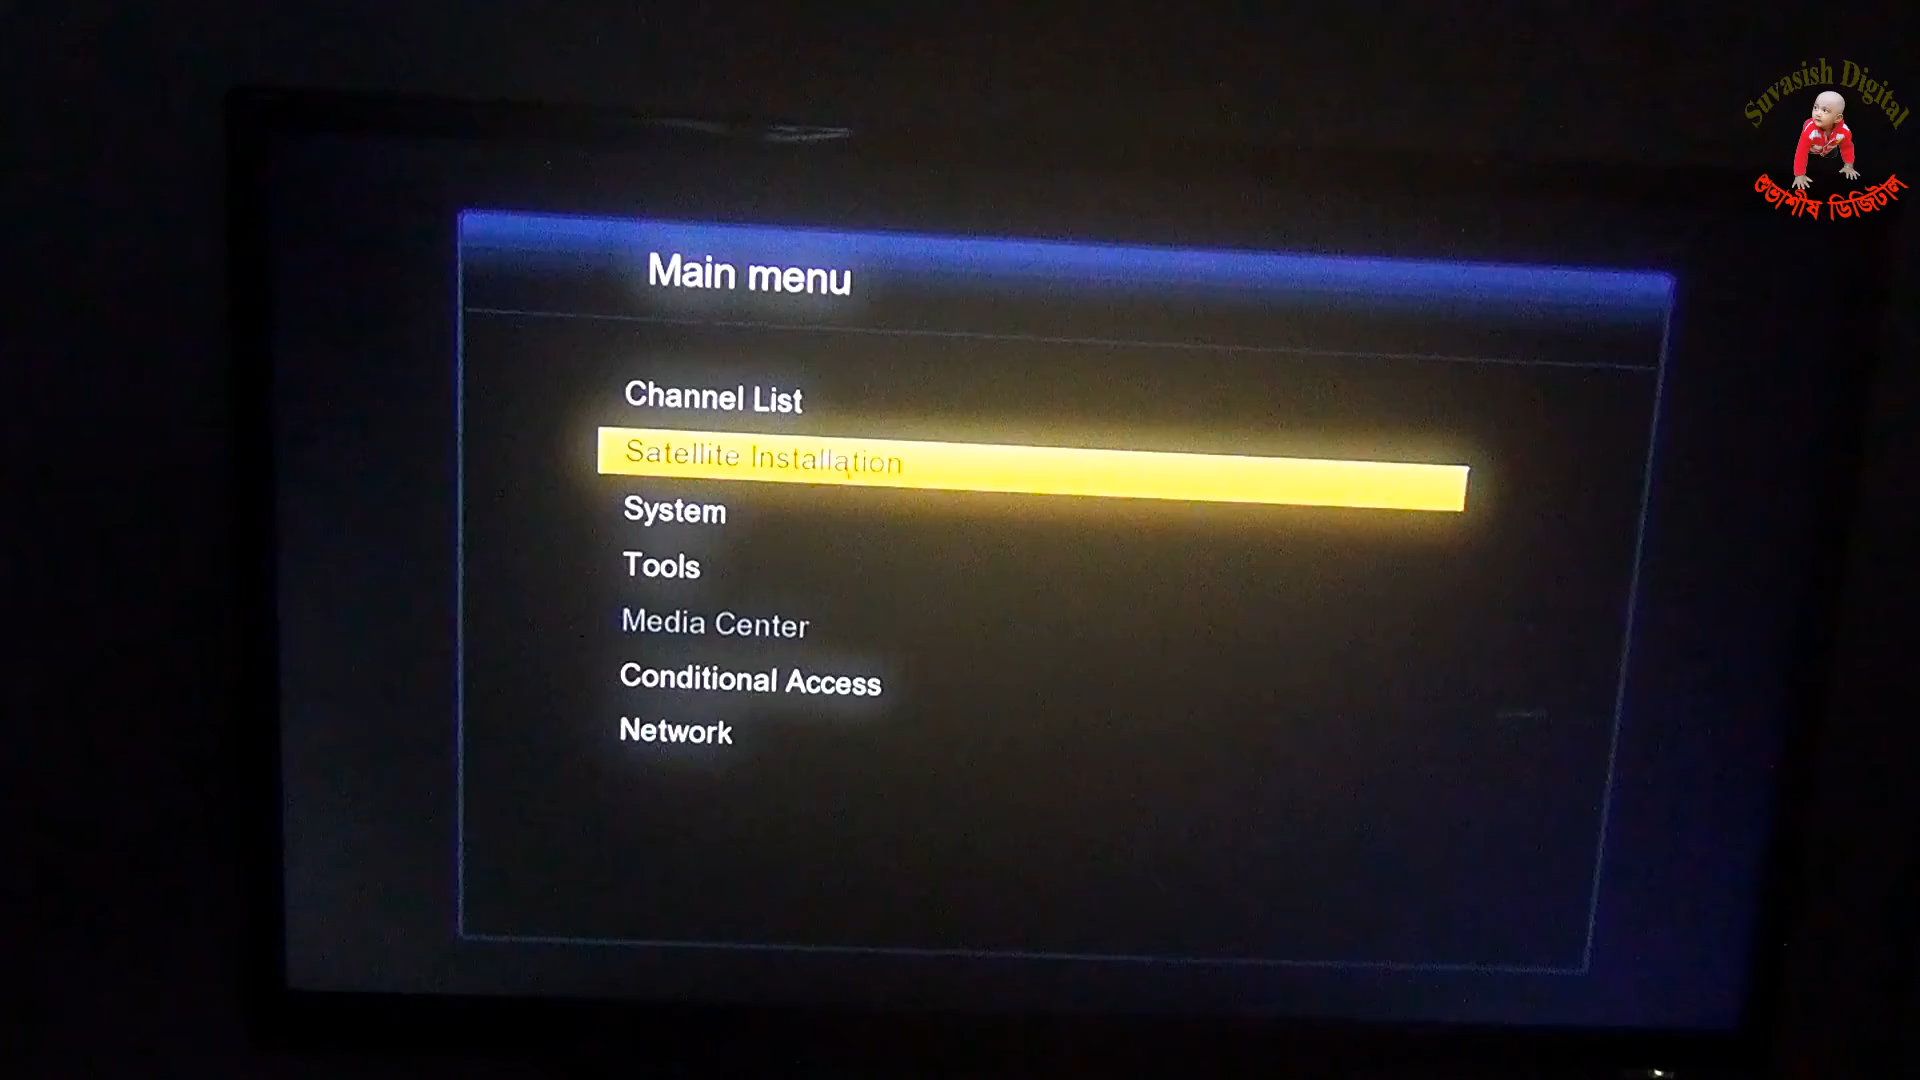 Suvasish Digital
শুভাশীষ ডিজিটাল
Main menu
Channel List
Satellite Installation
System
Tools
Media Center
Conditional Access
Network